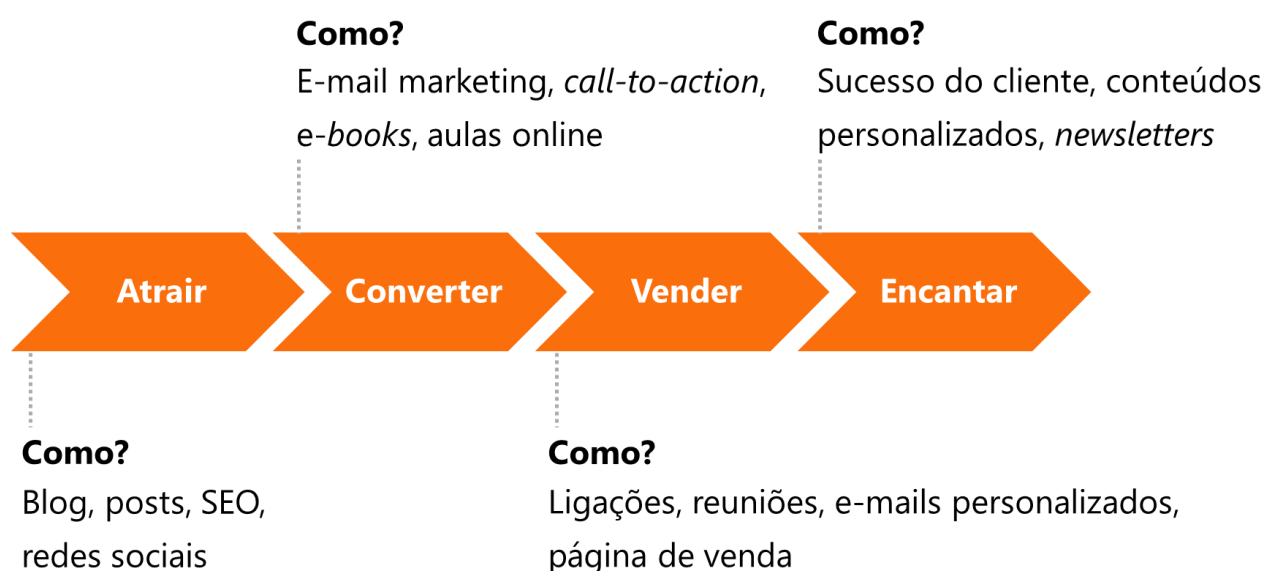 Como?
E-mail marketing, call-to-action,
e-books, aulas online
Como?
Sucesso do cliente, conteúdos
personalizados, newsletters
Atrair
Converter
Vender
Encantar
Como?
Blog, posts, SEO,
redes sociais
Como?
Ligações, reuniões, e-mails personalizados,
página de venda